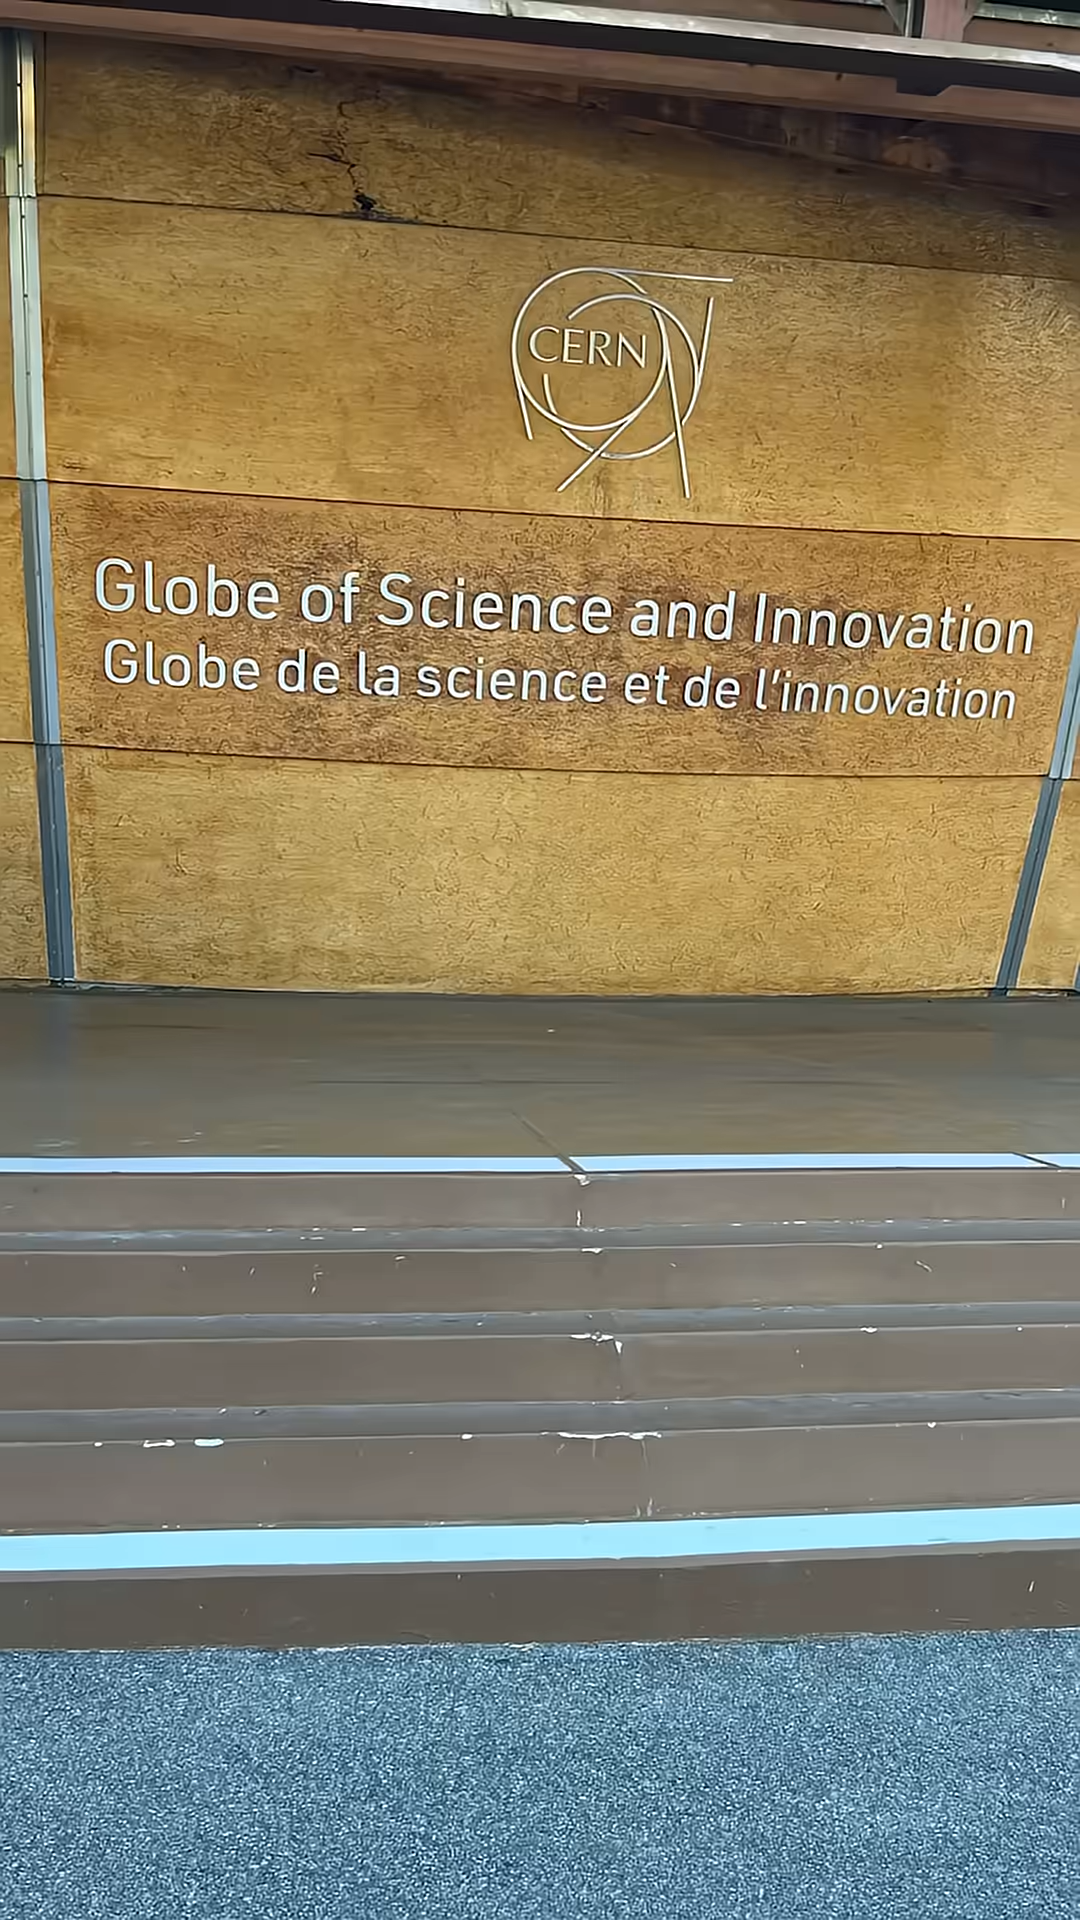 CERN
Globe of Science and Innovation
Globe de la science et de l'innovation